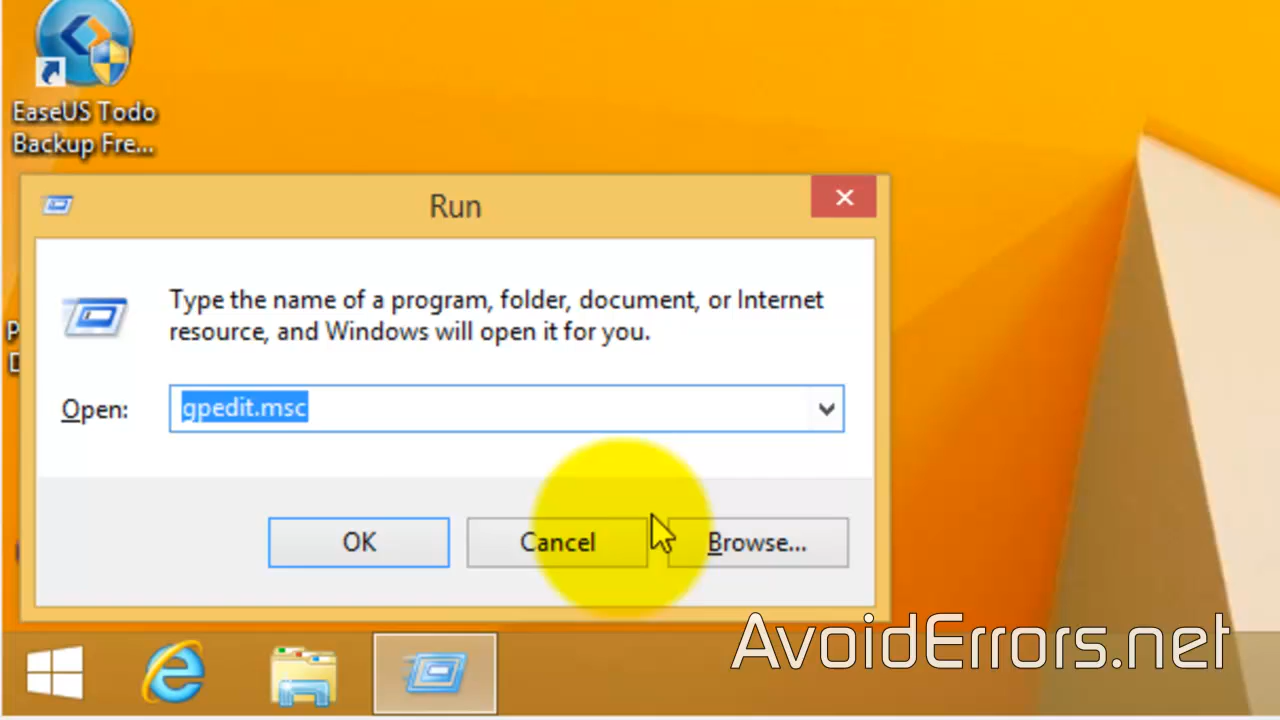 EaseUS Todo
Backup Fre...
Run
Type the name of a program, folder, document, or Internet
resource, and Windows will open it for you.
Open:
gpedit.msc
OK
Cancel
Browse...
AvoidErrors.net